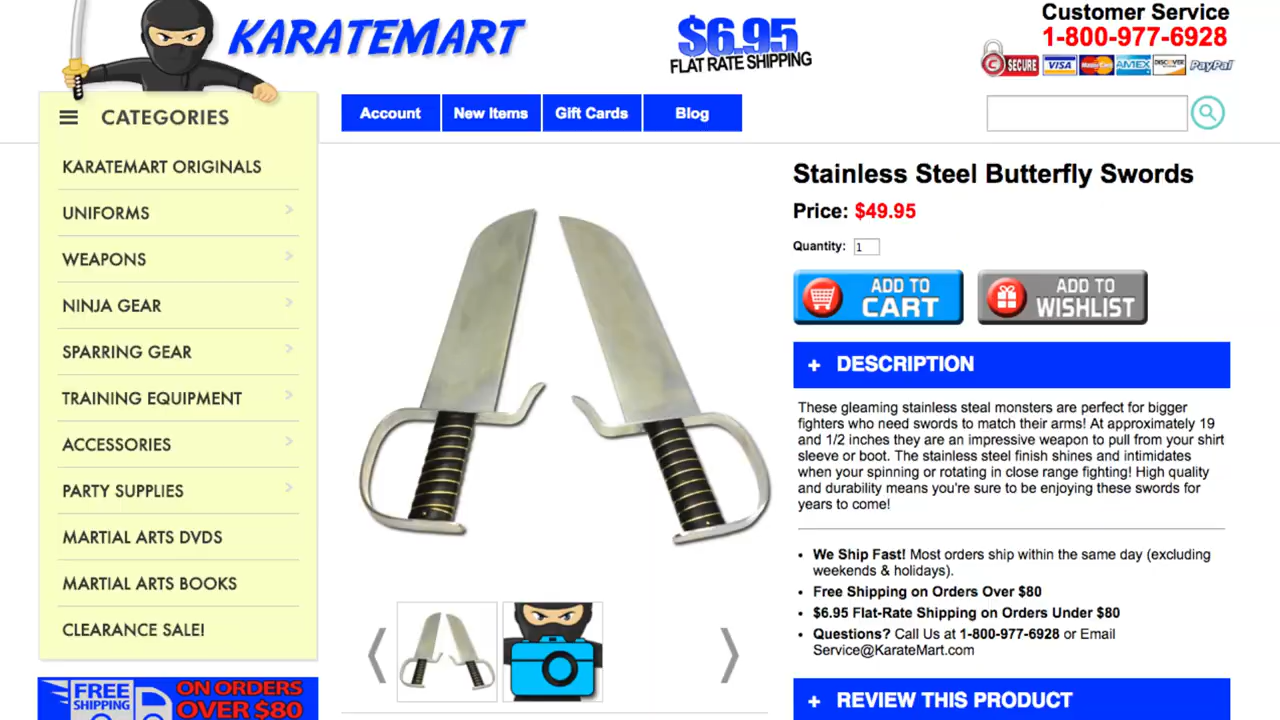 KARATEMART
$6.95
FLAT RATE SHIPPING
Customer Service
1-800-977-6928
SECURE VISA MasterCard AMEX DISCOVER PayPal
CATEGORIES
Account New Items Gift Cards Blog
KARATEMART ORIGINALS
UNIFORMS
WEAPONS
NINJA GEAR
SPARRING GEAR
TRAINING EQUIPMENT
ACCESSORIES
PARTY SUPPLIES
MARTIAL ARTS DVDS
MARTIAL ARTS BOOKS
CLEARANCE SALE!
FREE
SHIPPING
ON ORDERS
OVER $80
Stainless Steel Butterfly Swords
Price: $49.95
Quantity: 1
ADD TO
CART
ADD TO
WISHLIST
+ DESCRIPTION
These gleaming stainless steal monsters are perfect for bigger
fighters who need swords to match their arms! At approximately 19
and 1/2 inches they are an impressive weapon to pull from your shirt
sleeve or boot. The stainless steel finish shines and intimidates
when your spinning or rotating in close range fighting! High quality
and durability means you're sure to be enjoying these swords for
years to come!
• We Ship Fast! Most orders ship within the same day (excluding
weekends & holidays).
• Free Shipping on Orders Over $80
• $6.95 Flat-Rate Shipping on Orders Under $80
• Questions? Call Us at 1-800-977-6928 or Email
Service@KarateMart.com
+ REVIEW THIS PRODUCT